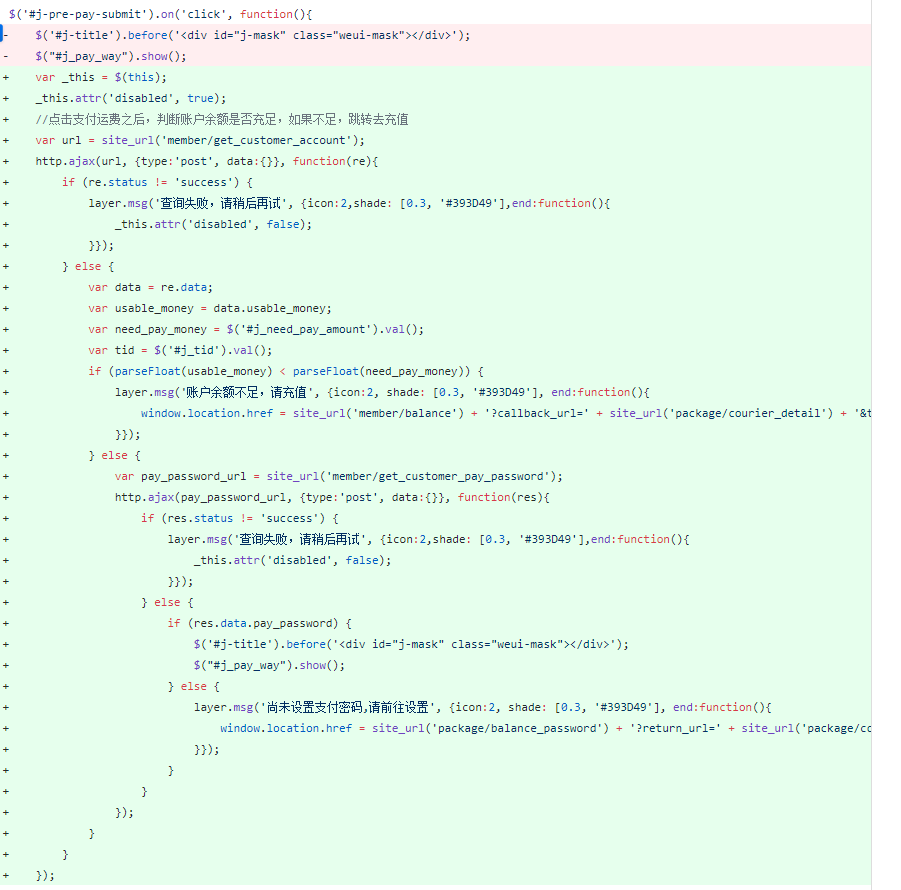 $('#j-pre-pay-submit').on('click', function(){
-    $('#j-title').before('<div id="j-mask" class="weui-mask"></div>');
-    $("#j_pay_way").show();
+    var _this = $(this);
+    _this.attr('disabled', true);
+    //点击支付运费之后，判断账户余额是否充足，如果不足，跳转去充值
+    var url = site_url('member/get_customer_account');
+    http.ajax(url, {type:'post', data:{}}, function(re){
+        if (re.status != 'success') {
+            layer.msg('查询失败，请稍后再试', {icon:2,shade: [0.3, '#393D49'],end:function(){
+                _this.attr('disabled', false);
+            }});
+        } else {
+            var data = re.data;
+            var usable_money = data.usable_money;
+            var need_pay_money = $('#j_need_pay_amount').val();
+            var tid = $('#j_tid').val();
+            if (parseFloat(usable_money) < parseFloat(need_pay_money)) {
+                layer.msg('账户余额不足，请充值', {icon:2, shade: [0.3, '#393D49'], end:function(){
+                    window.location.href = site_url('member/balance') + '?callback_url=' + site_url('package/courier_detail') + '&t
+                }});
+            } else {
+                var pay_password_url = site_url('member/get_customer_pay_password');
+                http.ajax(pay_password_url, {type:'post', data:{}}, function(res){
+                    if (res.status != 'success') {
+                        layer.msg('查询失败，请稍后再试', {icon:2,shade: [0.3, '#393D49'],end:function(){
+                            _this.attr('disabled', false);
+                        }});
+                    } else {
+                        if (res.data.pay_password) {
+                            $('#j-title').before('<div id="j-mask" class="weui-mask"></div>');
+                            $("#j_pay_way").show();
+                        } else {
+                            layer.msg('尚未设置支付密码,请前往设置', {icon:2, shade: [0.3, '#393D49'], end:function(){
+                                window.location.href = site_url('package/balance_password') + '?return_url=' + site_url('package/co
+                            }});
+                        }
+                    }
+                });
+            }
+        }
+    });